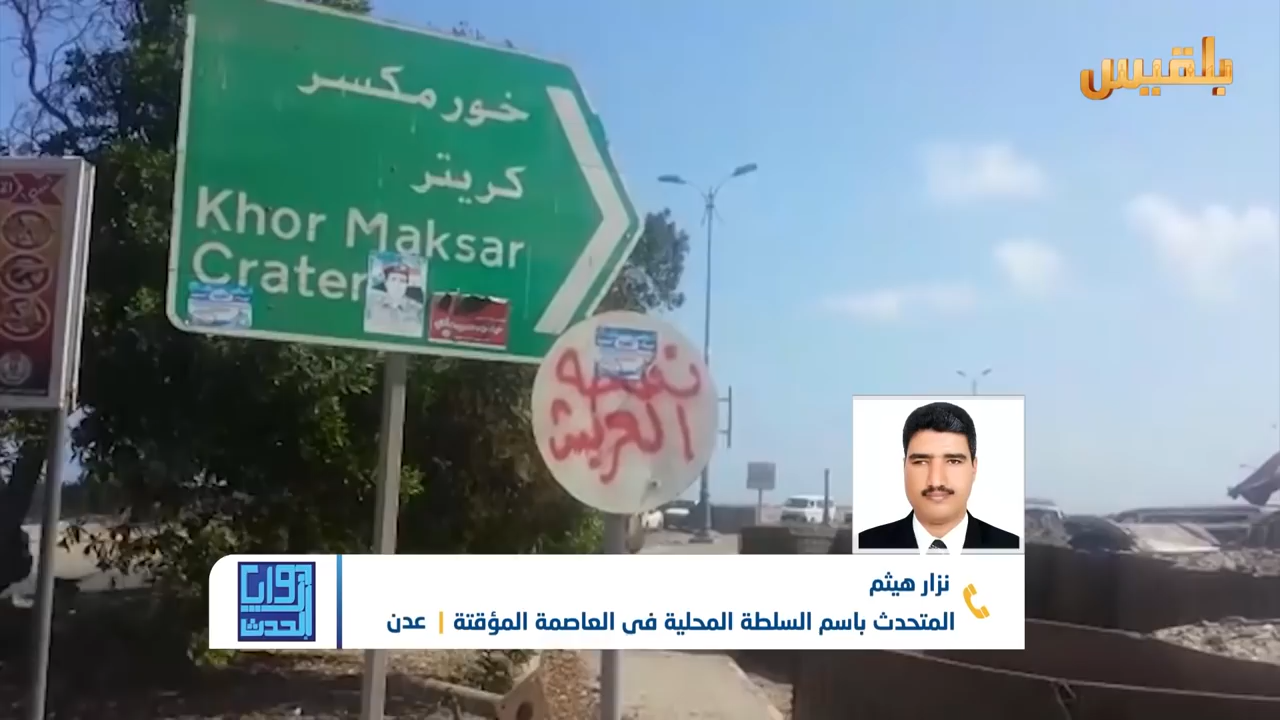 بلقيس
خور مكسر
كريتر
Khor Maksar
Crater
العريش
نزار هيثم
المتحدث باسم السلطة المحلية فى العاصمة المؤقتة | عدن
زوايا
الحدث